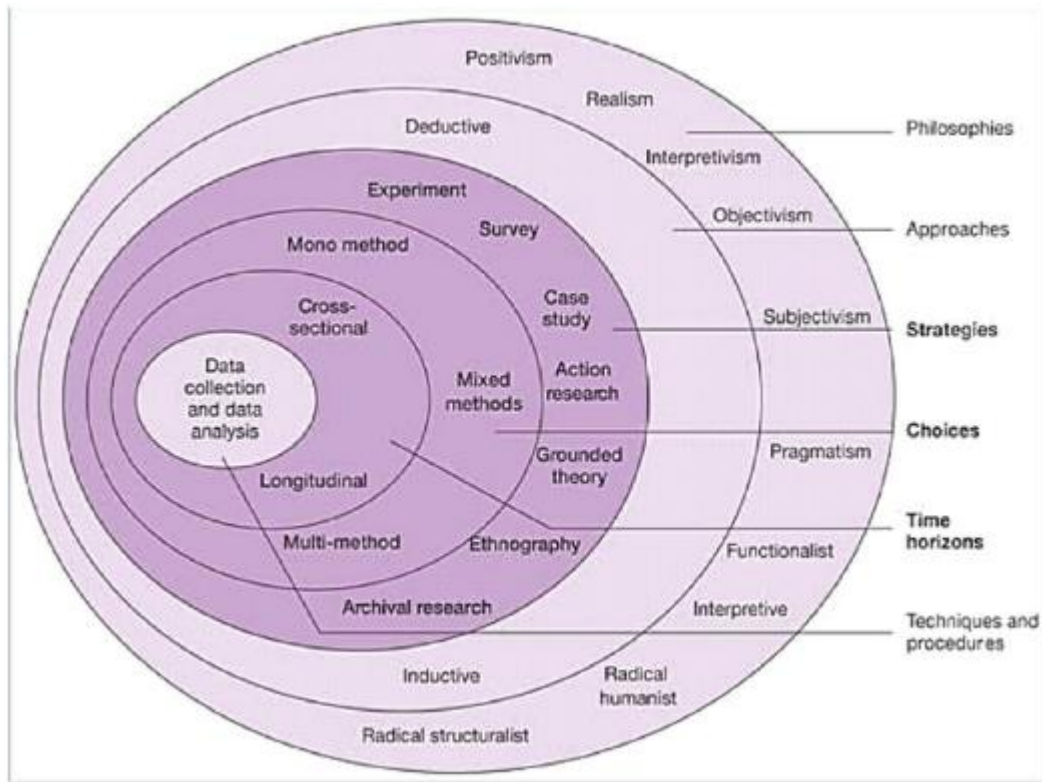 Positivism
Realism
Philosophies
Deductive
Interpretivism
Experiment
Objectivism
Survey
Approaches
Mono method
Case
study
Cross-
sectional
Subjectivism
Strategies
Data
collection
and data
analysis
Mixed
methods
Action
research
Choices
Pragmatism
Grounded
theory
Longitudinal
Time
horizons
Multi-method
Ethnography
Functionalist
Archival research
Interpretive
Techniques and
procedures
Inductive
Radical
humanist
Radical structuralist